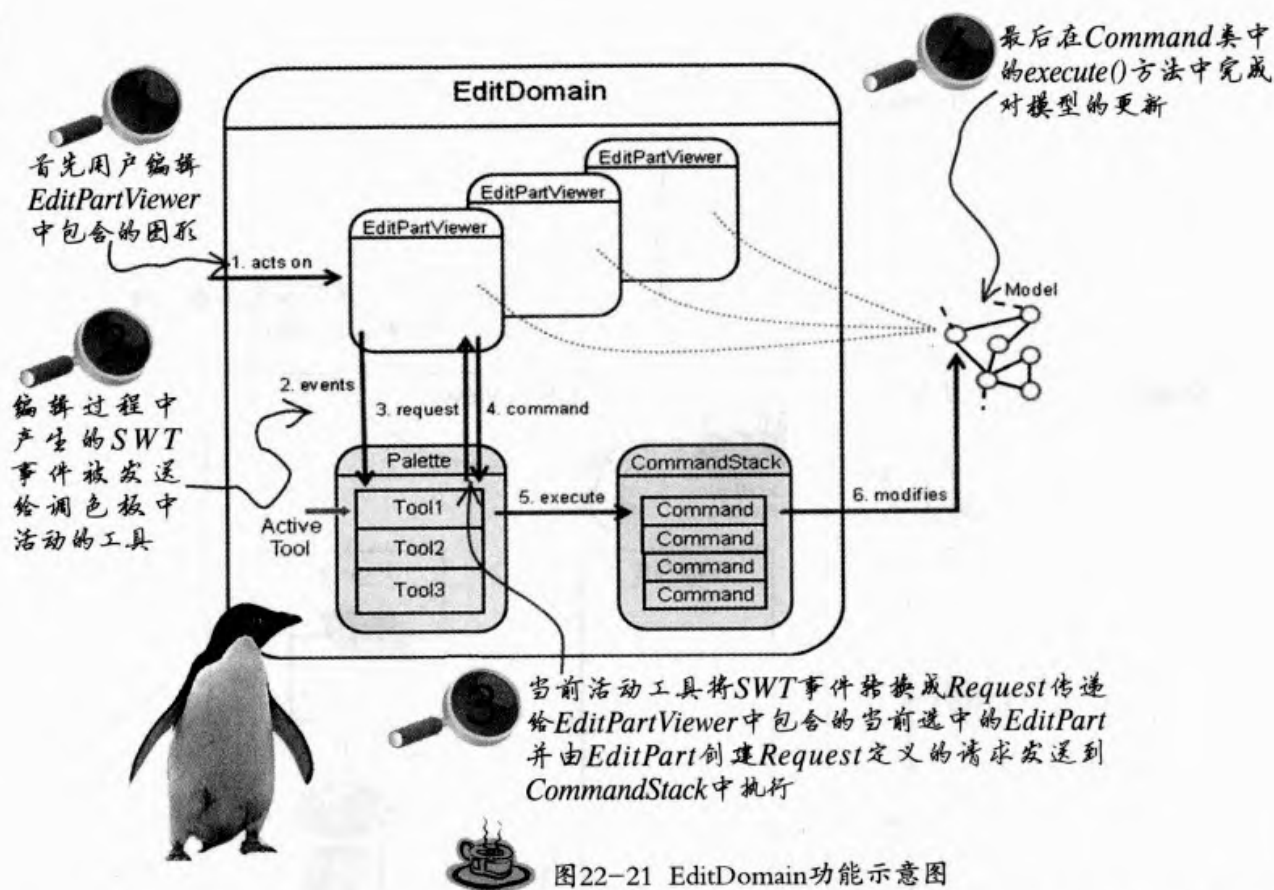 最后在Command类中
的execute()方法中完成
对模型的更新
EditDomain
首先用户编辑
EditPartViewer
中包含的图形
EditPartViewer
EditPartViewer
EditPartViewer
1. acts on
Model
2
编辑过程中
产生的SWT
事件被发送
给调色板中
活动的工具
2. events
3. request
4. command
Palette
CommandStack
Active
Tool
Tool1
Tool2
Tool3
5. execute
Command
Command
Command
Command
6. modifies
3
当前活动工具将SWT事件转换成Request传递
给EditPartViewer中包含的当前选中的EditPart
并由EditPart创建Request定义的请求发送到
CommandStack中执行
图22-21 EditDomain功能示意图